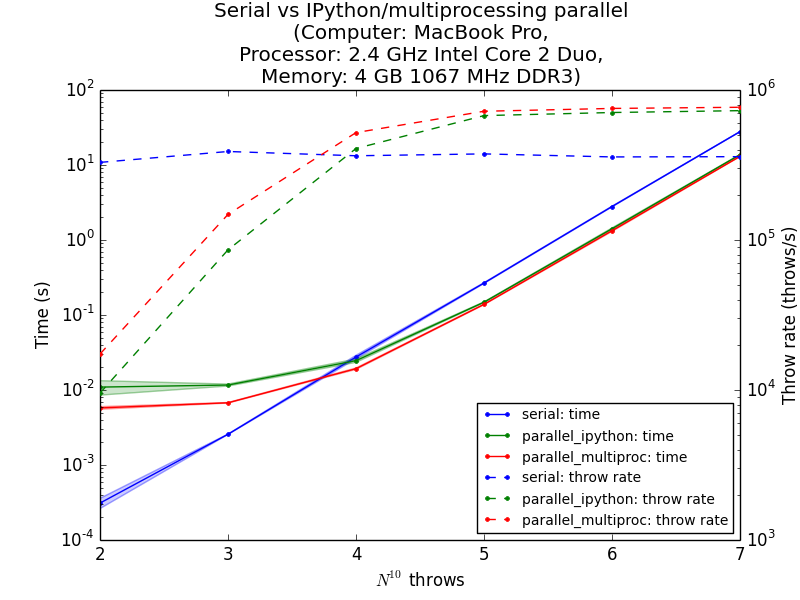 Serial vs IPython/multiprocessing parallel
(Computer: MacBook Pro,
Processor: 2.4 GHz Intel Core 2 Duo,
Memory: 4 GB 1067 MHz DDR3)
10^2
10^1
10^0
10^-1
10^-2
10^-3
10^-4
Time (s)
10^6
10^5
10^4
10^3
Throw rate (throws/s)
serial: time
parallel_ipython: time
parallel_multiproc: time
serial: throw rate
parallel_ipython: throw rate
parallel_multiproc: throw rate
2 3 4 5 6 7
N^10 throws